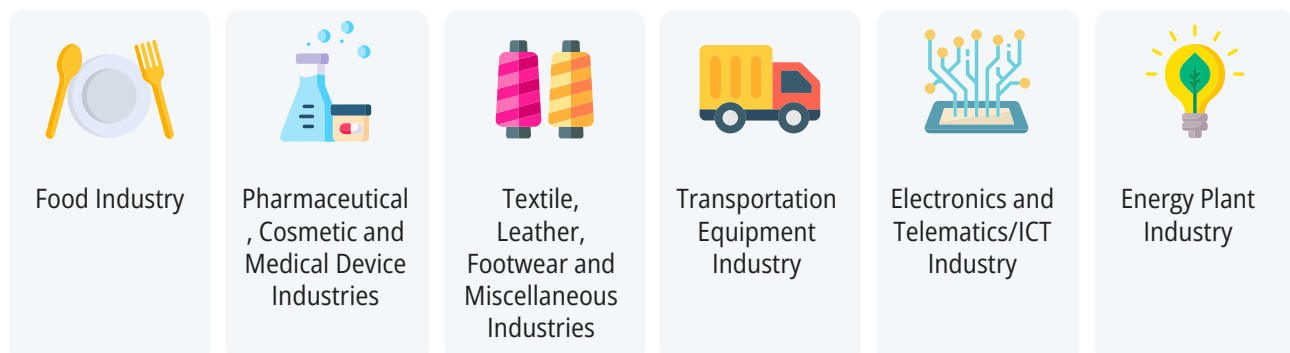 Food Industry
Pharmaceutical
, Cosmetic and
Medical Device
Industries
Textile,
Leather,
Footwear and
Miscellaneous
Industries
Transportation
Equipment
Industry
Electronics and
Telematics/ICT
Industry
Energy Plant
Industry